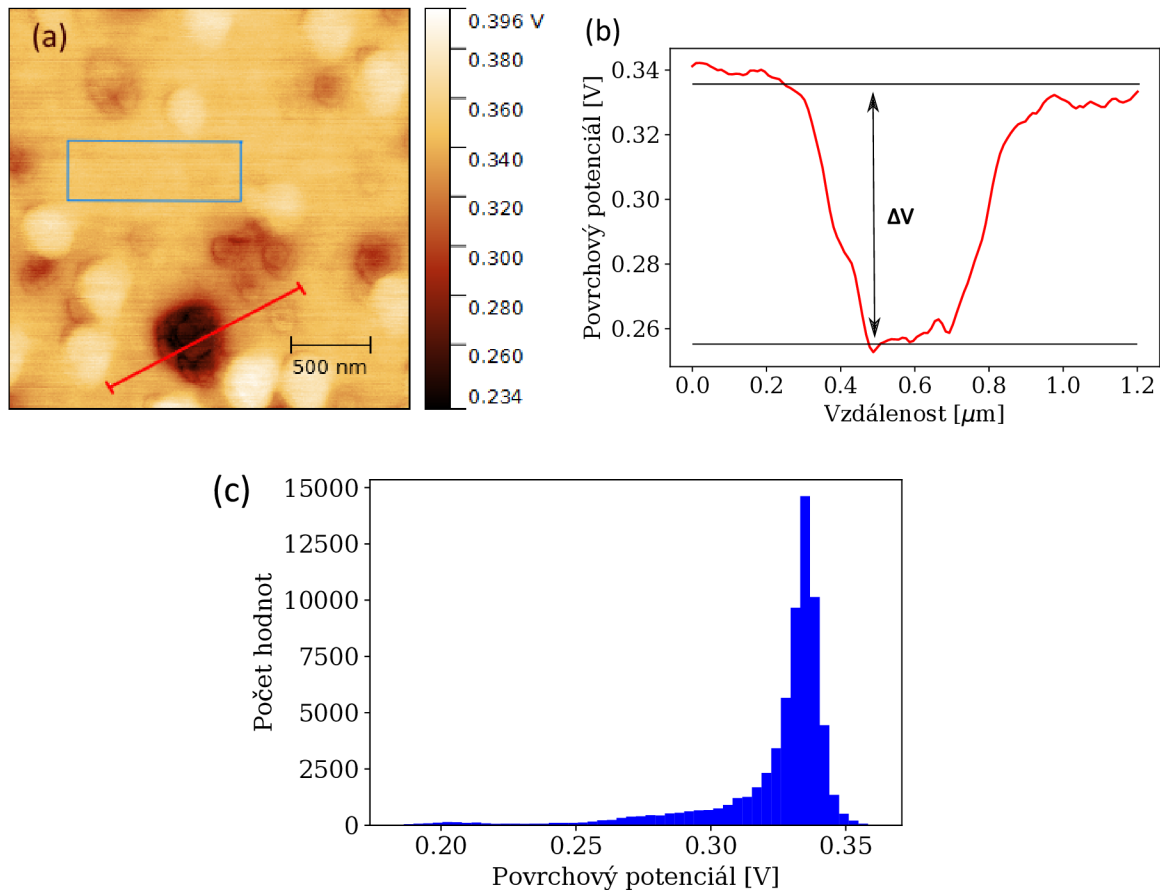 (a)
0.396 V
0.380
0.360
0.340
0.320
0.300
0.280
0.260
0.234
500 nm
(b)
Povrchový potenciál [V]
0.34
0.32
0.30
0.28
0.26
ΔV
0.0 0.2 0.4 0.6 0.8 1.0 1.2
Vzdálenost [μm]
(c)
Počet hodnot
15000
12500
10000
7500
5000
2500
0
0.20 0.25 0.30 0.35
Povrchový potenciál [V]